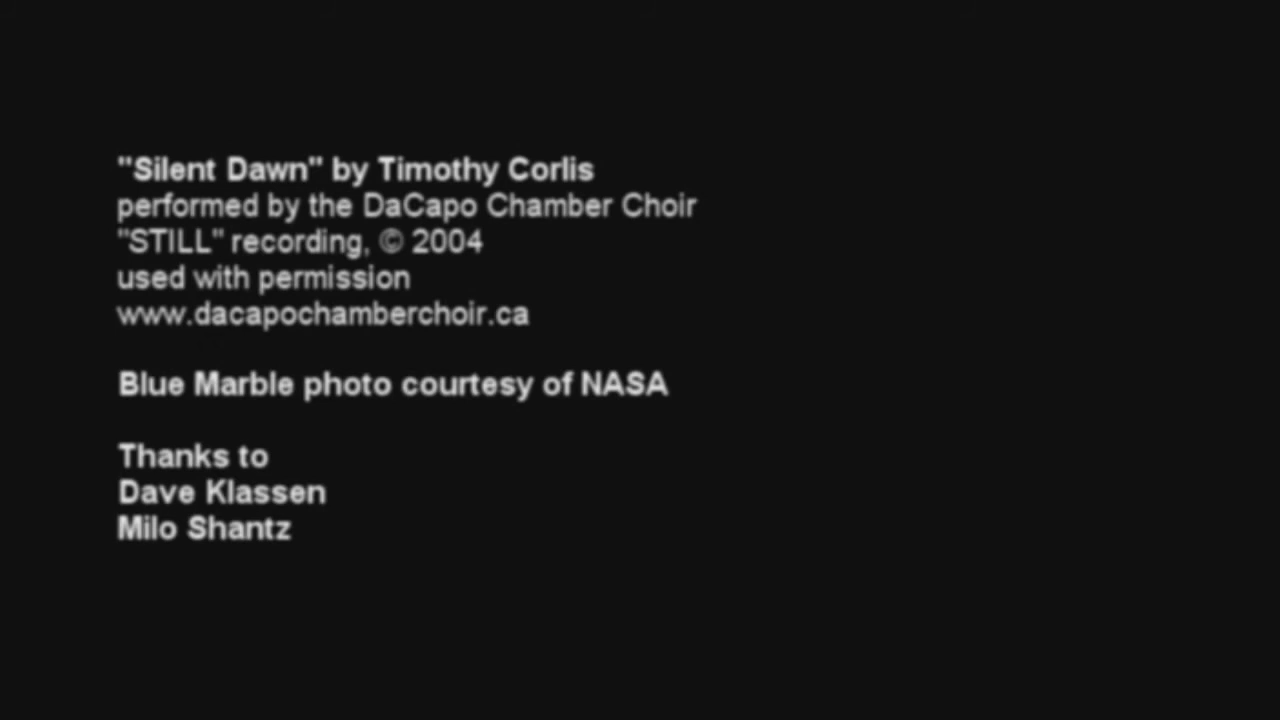 "Silent Dawn" by Timothy Corlis
performed by the DaCapo Chamber Choir
"STILL" recording, © 2004
used with permission
www.dacapochamberchoir.ca
Blue Marble photo courtesy of NASA
Thanks to
Dave Klassen
Milo Shantz